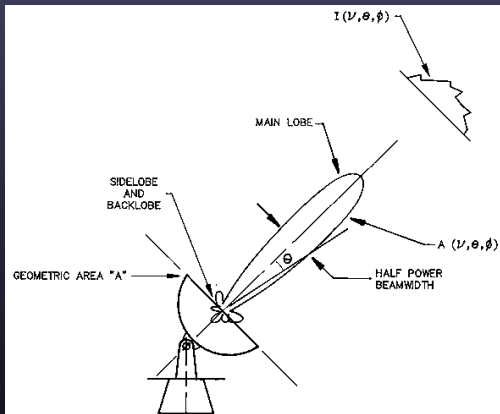 I(ν,θ,ϕ)
MAIN LOBE
SIDELOBE
AND
BACKLOBE
A (ν,θ,ϕ)
GEOMETRIC AREA "A"
θ
HALF POWER
BEAMWIDTH